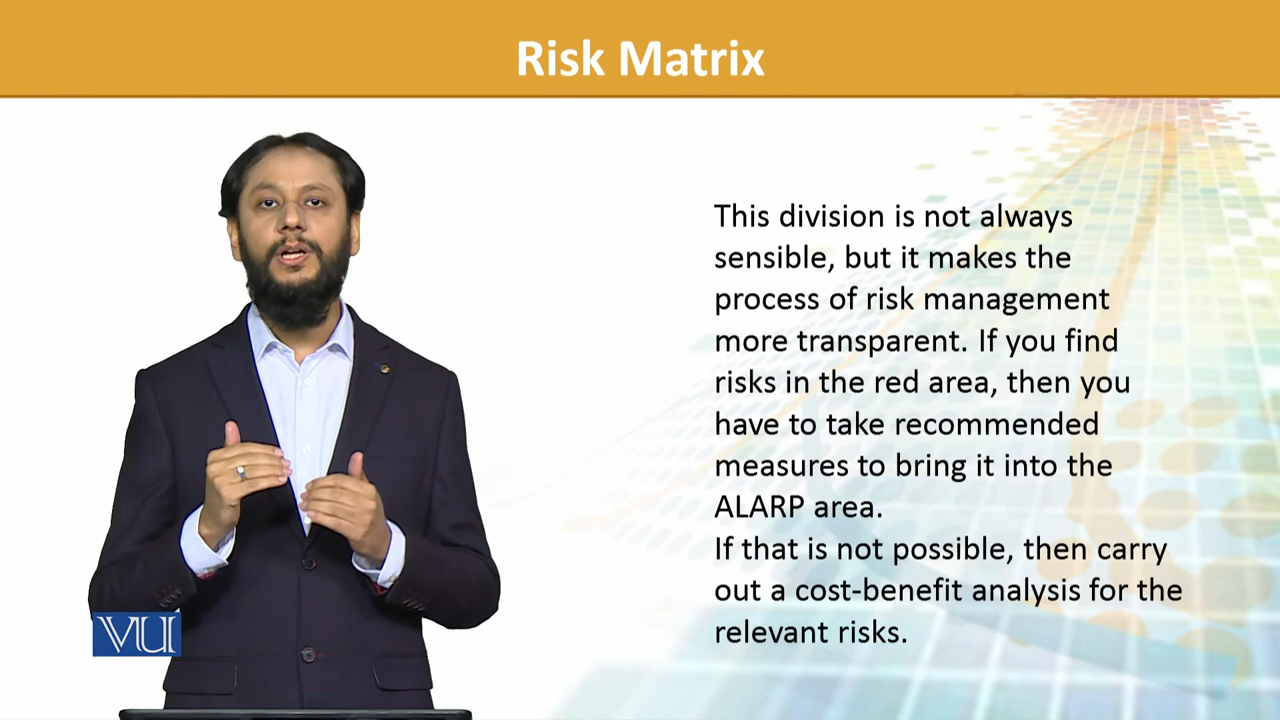 Risk Matrix
This division is not always
sensible, but it makes the
process of risk management
more transparent. If you find
risks in the red area, then you
have to take recommended
measures to bring it into the
ALARP area.
If that is not possible, then carry
out a cost-benefit analysis for the
relevant risks.
VU